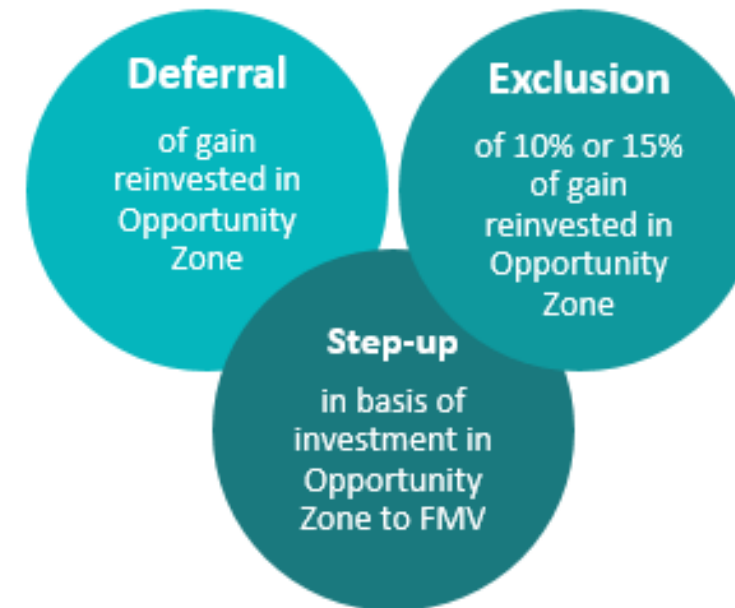 Deferral
of gain
reinvested in
Opportunity
Zone
Exclusion
of 10% or 15%
of gain
reinvested in
Opportunity
Zone
Step-up
in basis of
investment in
Opportunity
Zone to FMV